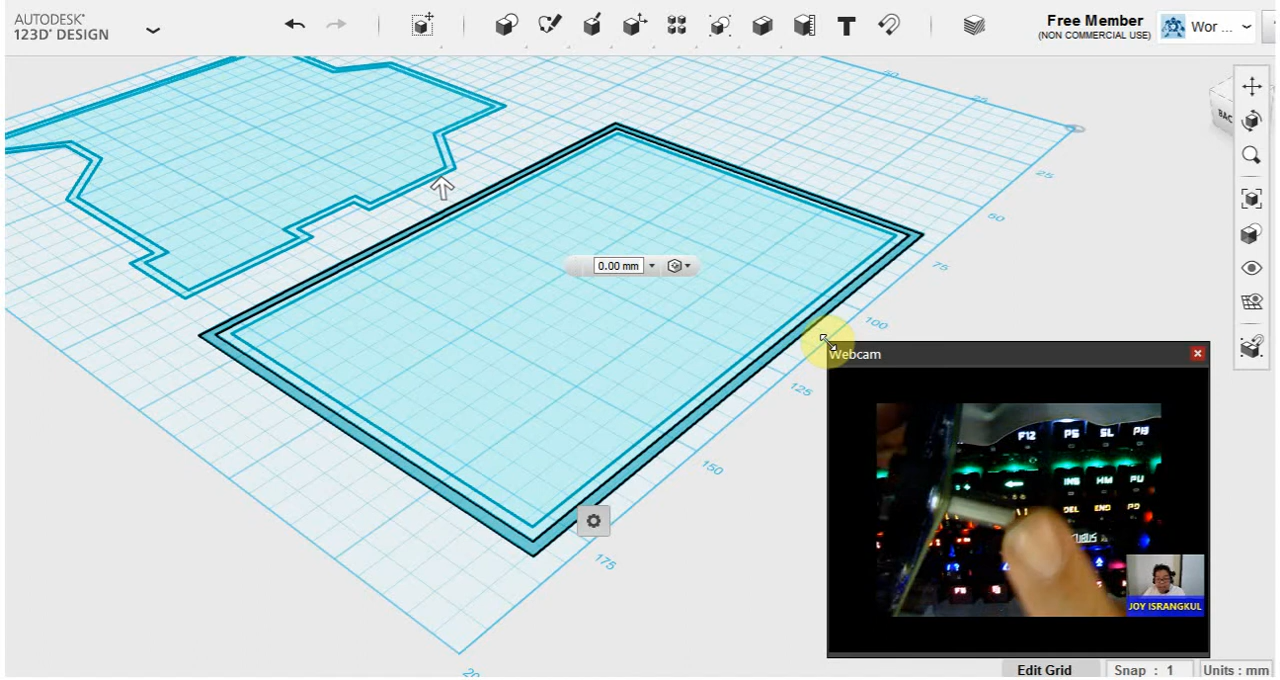 AUTODESK®
123D® DESIGN
T
Free Member
(NON COMMERCIAL USE)
Wor ...
BAC
25
25
50
75
100
125
150
175
0.00 mm
Webcam
F12 PS SL PB
INS HM PU
DEL END PD
JOY ISRANGKUL
Edit Grid
Snap : 1
Units : mm